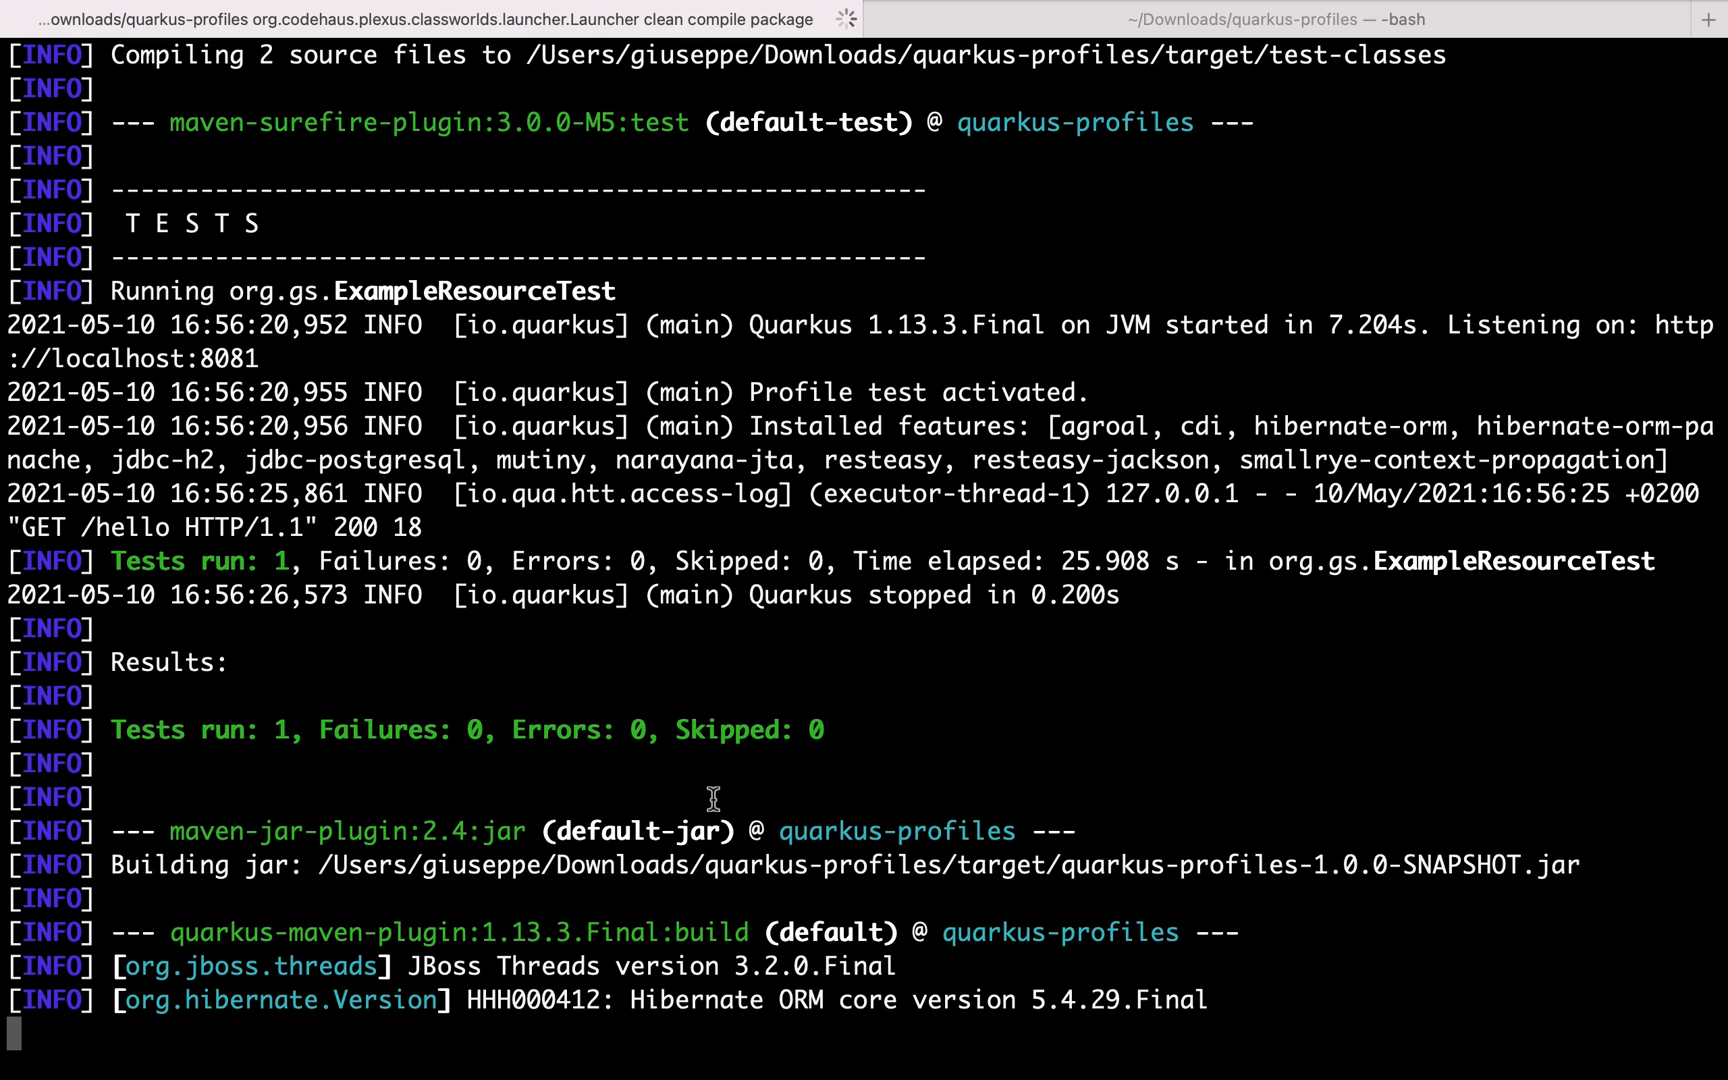 ...ownloads/quarkus-profiles org.codehaus.plexus.classworlds.launcher.Launcher clean compile package
~/Downloads/quarkus-profiles — -bash
+
[INFO] Compiling 2 source files to /Users/giuseppe/Downloads/quarkus-profiles/target/test-classes
[INFO]
[INFO] --- maven-surefire-plugin:3.0.0-M5:test (default-test) @ quarkus-profiles ---
[INFO]
[INFO] -------------------------------------------------------
[INFO]  T E S T S
[INFO] -------------------------------------------------------
[INFO] Running org.gs.ExampleResourceTest
2021-05-10 16:56:20,952 INFO  [io.quarkus] (main) Quarkus 1.13.3.Final on JVM started in 7.204s. Listening on: http
://localhost:8081
2021-05-10 16:56:20,955 INFO  [io.quarkus] (main) Profile test activated.
2021-05-10 16:56:20,956 INFO  [io.quarkus] (main) Installed features: [agroal, cdi, hibernate-orm, hibernate-orm-pa
nache, jdbc-h2, jdbc-postgresql, mutiny, narayana-jta, resteasy, resteasy-jackson, smallrye-context-propagation]
2021-05-10 16:56:25,861 INFO  [io.qua.htt.access-log] (executor-thread-1) 127.0.0.1 - - 10/May/2021:16:56:25 +0200
"GET /hello HTTP/1.1" 200 18
[INFO] Tests run: 1, Failures: 0, Errors: 0, Skipped: 0, Time elapsed: 25.908 s - in org.gs.ExampleResourceTest
2021-05-10 16:56:26,573 INFO  [io.quarkus] (main) Quarkus stopped in 0.200s
[INFO]
[INFO] Results:
[INFO]
[INFO] Tests run: 1, Failures: 0, Errors: 0, Skipped: 0
[INFO]
[INFO]
[INFO] --- maven-jar-plugin:2.4:jar (default-jar) @ quarkus-profiles ---
[INFO] Building jar: /Users/giuseppe/Downloads/quarkus-profiles/target/quarkus-profiles-1.0.0-SNAPSHOT.jar
[INFO]
[INFO] --- quarkus-maven-plugin:1.13.3.Final:build (default) @ quarkus-profiles ---
[INFO] [org.jboss.threads] JBoss Threads version 3.2.0.Final
[INFO] [org.hibernate.Version] HHH000412: Hibernate ORM core version 5.4.29.Final